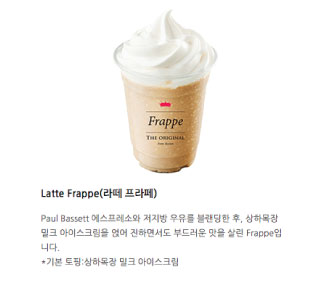 Frappe
THE ORIGINAL
Latte Frappe(라떼 프라페)
Paul Bassett 에스프레소와 저지방 우유를 블랜딩한 후, 상하목장
밀크 아이스크림을 얹어 진하면서도 부드러운 맛을 살린 Frappe입
니다.
*기본 토핑:상하목장 밀크 아이스크림